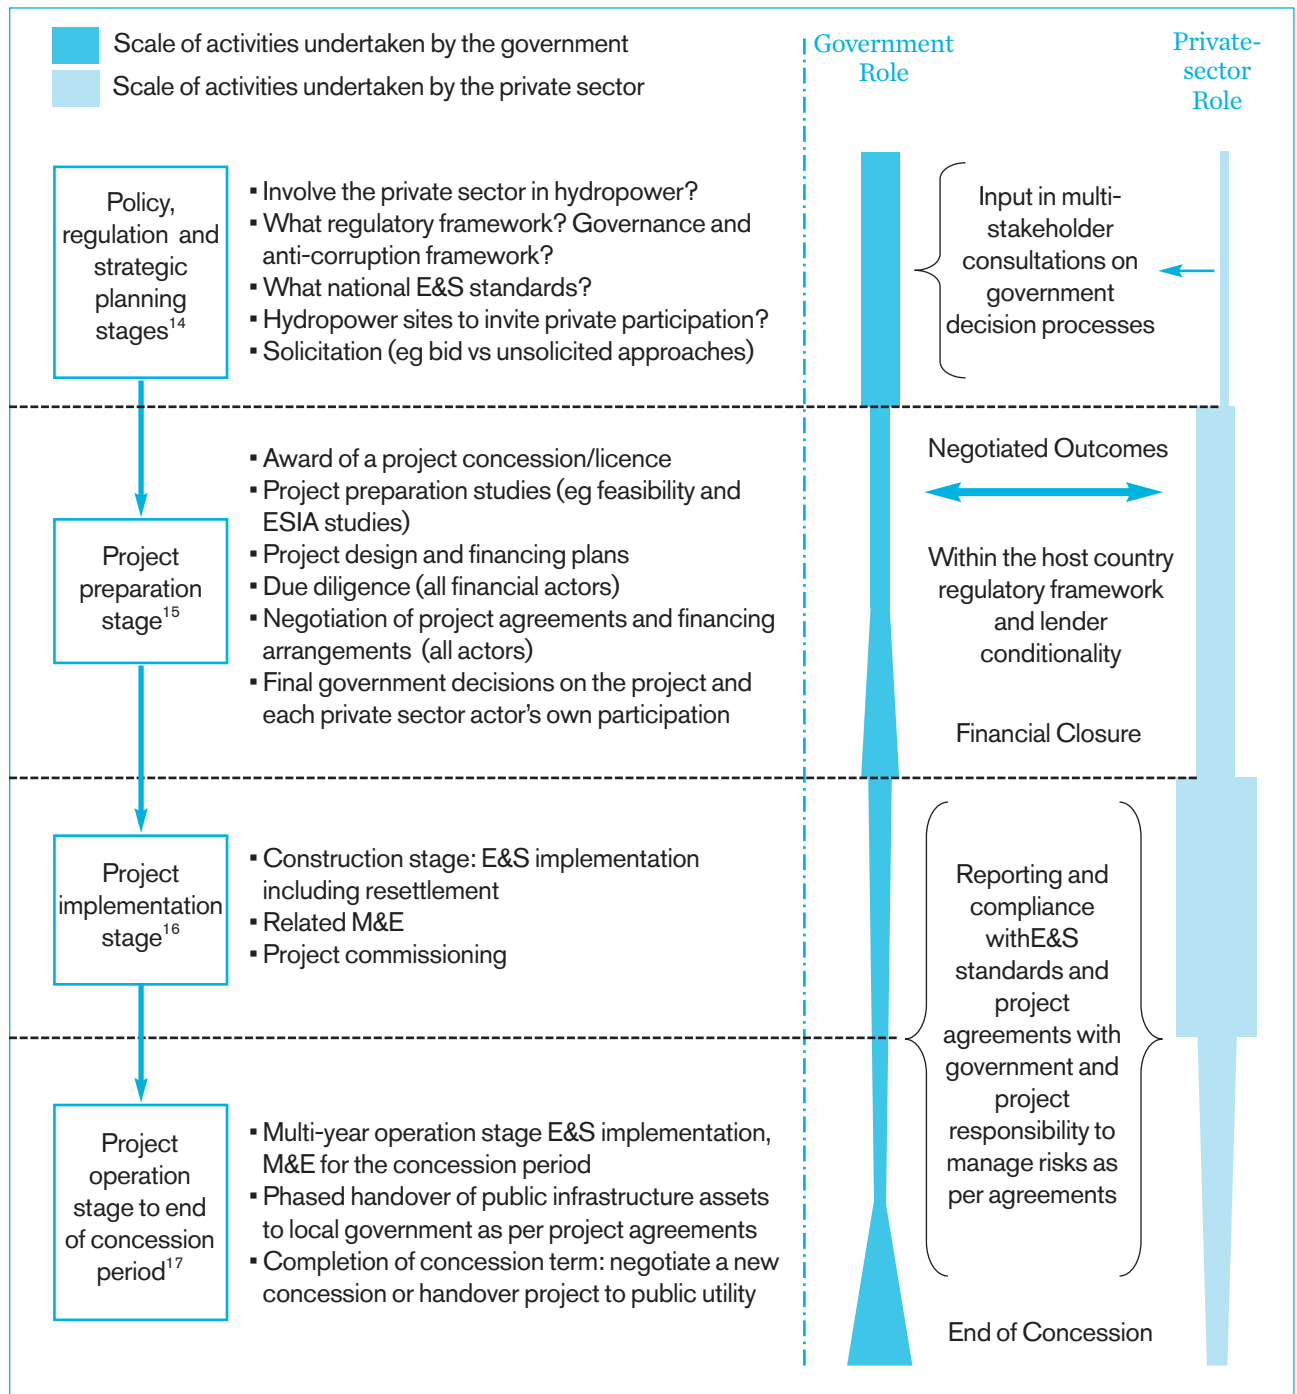 Scale of activities undertaken by the government
Scale of activities undertaken by the private sector
Government
Role
Private-
sector
Role
Policy,
regulation and
strategic
planning
stages14
▪ Involve the private sector in hydropower?
▪ What regulatory framework? Governance and
anti-corruption framework?
▪ What national E&S standards?
▪ Hydropower sites to invite private participation?
▪ Solicitation (eg bid vs unsolicited approaches)
Input in multi-
stakeholder
consultations on
government
decision processes
Project
preparation
stage15
▪ Award of a project concession/licence
▪ Project preparation studies (eg feasibility and
ESIA studies)
▪ Project design and financing plans
▪ Due diligence (all financial actors)
▪ Negotiation of project agreements and financing
arrangements (all actors)
▪ Final government decisions on the project and
each private sector actor's own participation
Negotiated Outcomes
Within the host country
regulatory framework
and lender
conditionality
Financial Closure
Project
implementation
stage16
▪ Construction stage: E&S implementation
including resettlement
▪ Related M&E
▪ Project commissioning
Reporting and
compliance
withE&S
standards and
project
agreements with
government and
project
responsibility to
manage risks as
per agreements
Project
operation
stage to end
of concession
period17
▪ Multi-year operation stage E&S implementation,
M&E for the concession period
▪ Phased handover of public infrastructure assets
to local government as per project agreements
▪ Completion of concession term: negotiate a new
concession or handover project to public utility
End of Concession